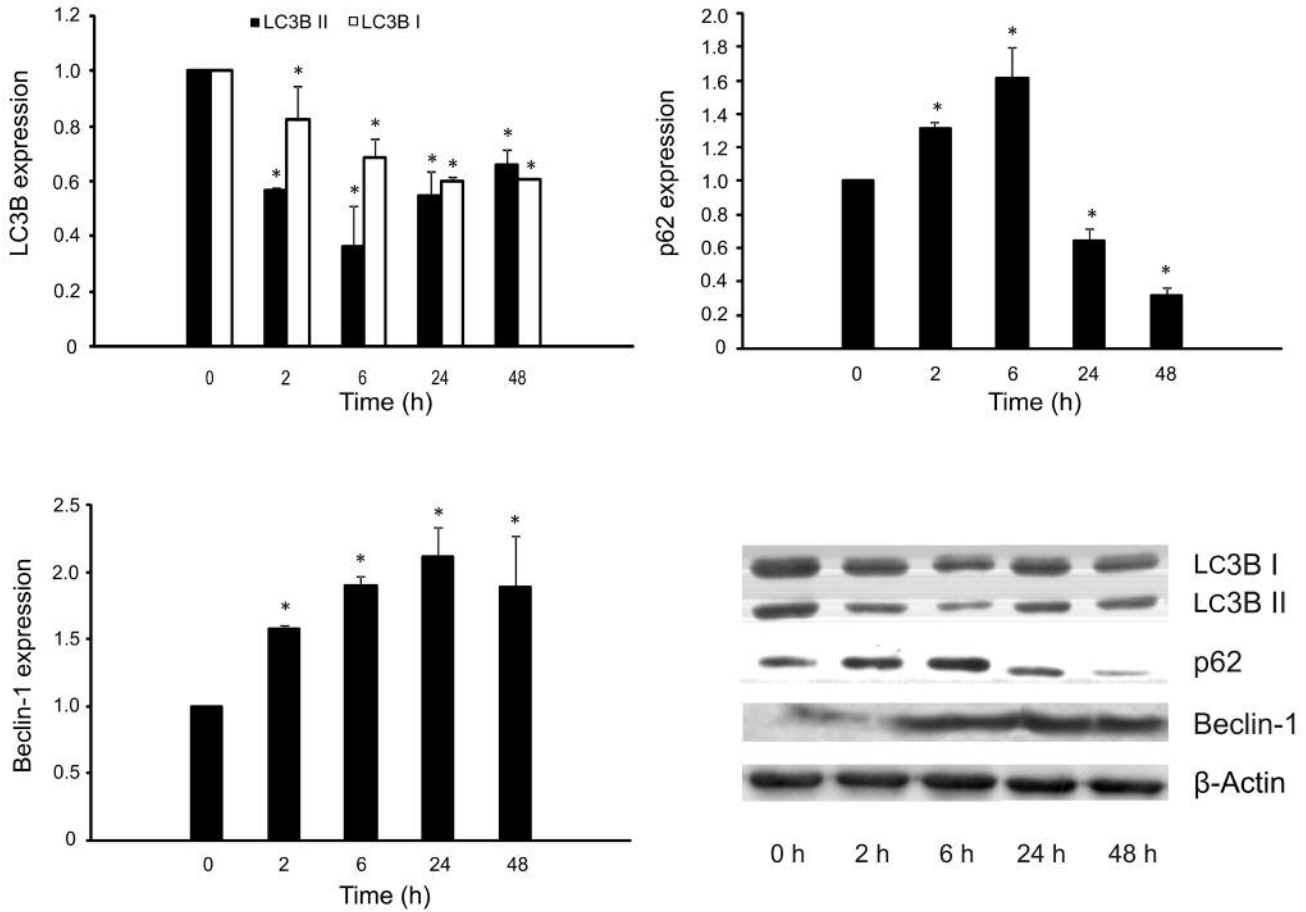 LC3B II LC3B I
LC3B expression
1.2
1.0
0.8
0.6
0.4
0.2
0
* * * * * * * *
0 2 6 24 48
Time (h)
p62 expression
2.0
1.8
1.6
1.4
1.2
1.0
0.8
0.6
0.4
0.2
0
* * * *
0 2 6 24 48
Time (h)
Beclin-1 expression
2.5
2.0
1.5
1.0
0.5
0
* * * *
0 2 6 24 48
Time (h)
LC3B I
LC3B II
p62
Beclin-1
β-Actin
0 h 2 h 6 h 24 h 48 h